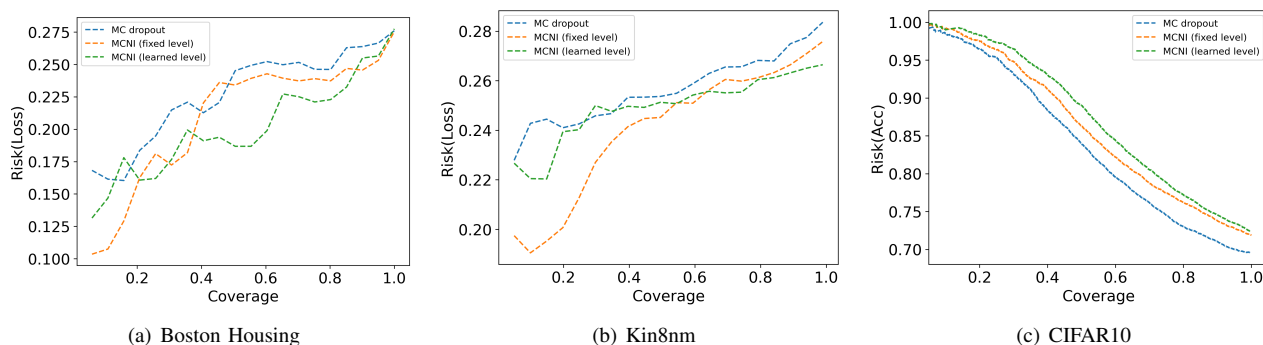 MC dropout
MCNI (fixed level)
MCNI (learned level)
Risk(Loss)
0.275
0.250
0.225
0.200
0.175
0.150
0.125
0.100
0.2 0.4 0.6 0.8 1.0
Coverage
(a) Boston Housing
MC dropout
MCNI (fixed level)
MCNI (learned level)
Risk(Loss)
0.28
0.26
0.24
0.22
0.20
0.0 0.2 0.4 0.6 0.8 1.0
Coverage
(b) Kin8nm
MC dropout
MCNI (fixed level)
MCNI (learned level)
Risk(Acc)
1.00
0.95
0.90
0.85
0.80
0.75
0.70
0.2 0.4 0.6 0.8 1.0
Coverage
(c) CIFAR10